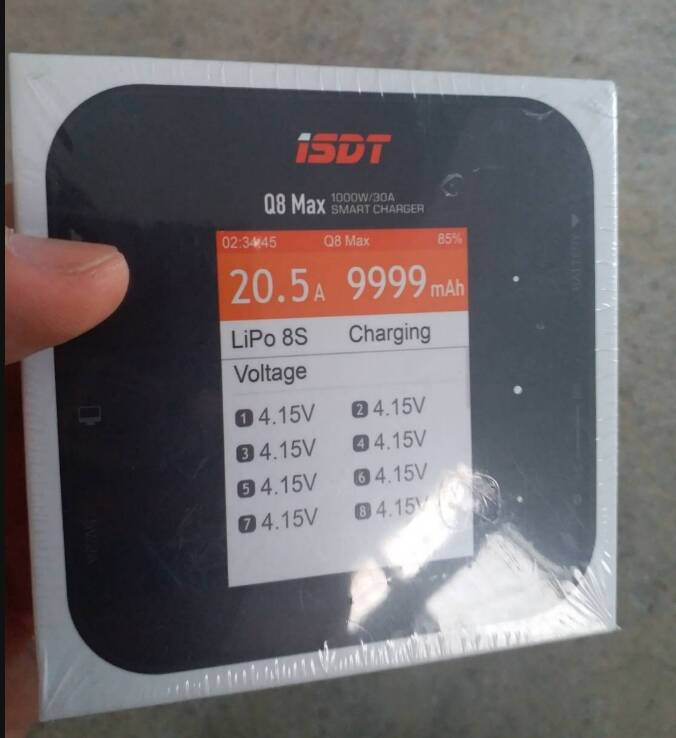 iSDT
Q8 Max 1000W/30A
SMART CHARGER
02:34:45 Q8 Max 85%
20.5A 9999mAh
LiPo 8S Charging
Voltage
1 4.15V 2 4.15V
3 4.15V 4 4.15V
5 4.15V 6 4.15V
7 4.15V 8 4.15V
BATTERY